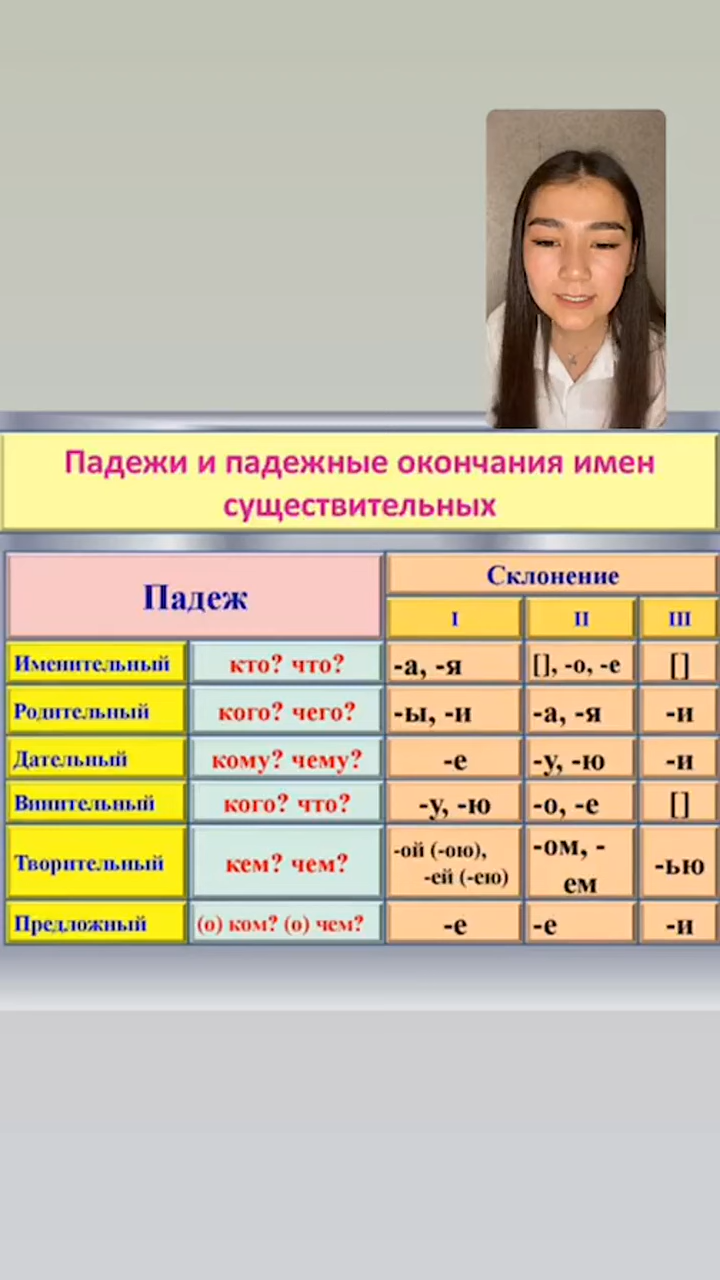 Падежи и падежные окончания имен
существительных
Падеж
Склонение
I II III
Именительный кто? что? -а, -я [], -о, -е []
Родительный кого? чего? -ы, -и -а, -я -и
Дательный кому? чему? -е -у, -ю -и
Винительный кого? что? -у, -ю -о, -е []
Творительный кем? чем? -ой (-ою), -ом, - -ью
-ей (-ею) ем
Предложный (о) ком? (о) чем? -е -е -и